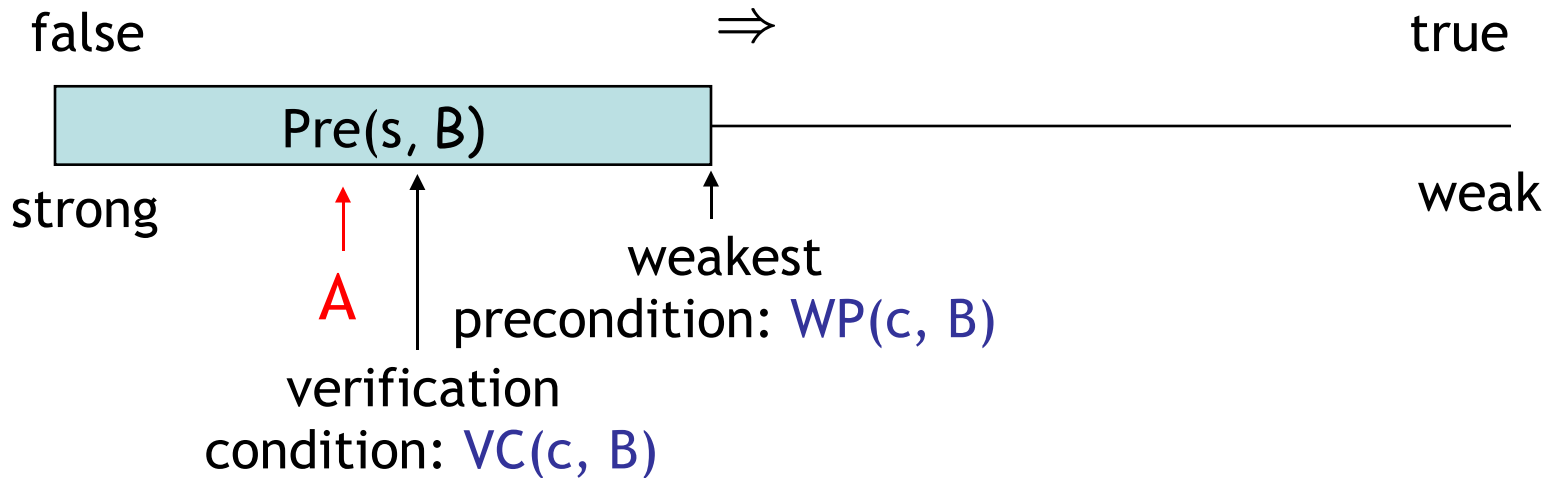 false ⇒ true
Pre(s, B)
strong weak
A
weakest
precondition: WP(c, B)
verification
condition: VC(c, B)